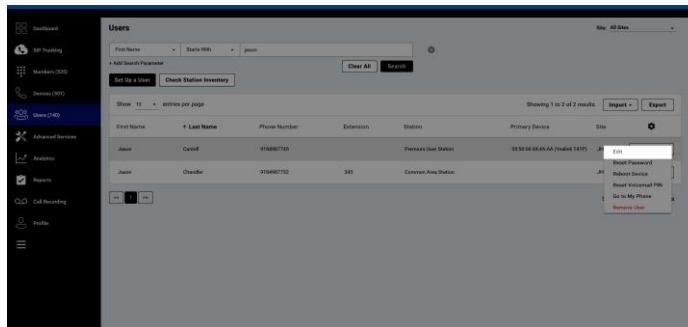 Dashboard
SIP Trunking
Numbers (535)
Devices (301)
Users (740)
Advanced Services
Analytics
Reports
Call Recording
Profile
Users
Site: All Sites
First Name
Starts With
jason
+ Add Search Parameter
Clear All
Search
Set Up a User
Check Station Inventory
Show 10 entries per page
Showing 1 to 2 of 2 results
Import
Export
First Name
Last Name
Phone Number
Extension
Station
Primary Device
Site
Jason
Premium User Station
Jason
Chandler
345
Common Area Station
Edit
Reset Password
Reboot Device
Reset Voicemail PIN
Go to My Phone
Remove User
1